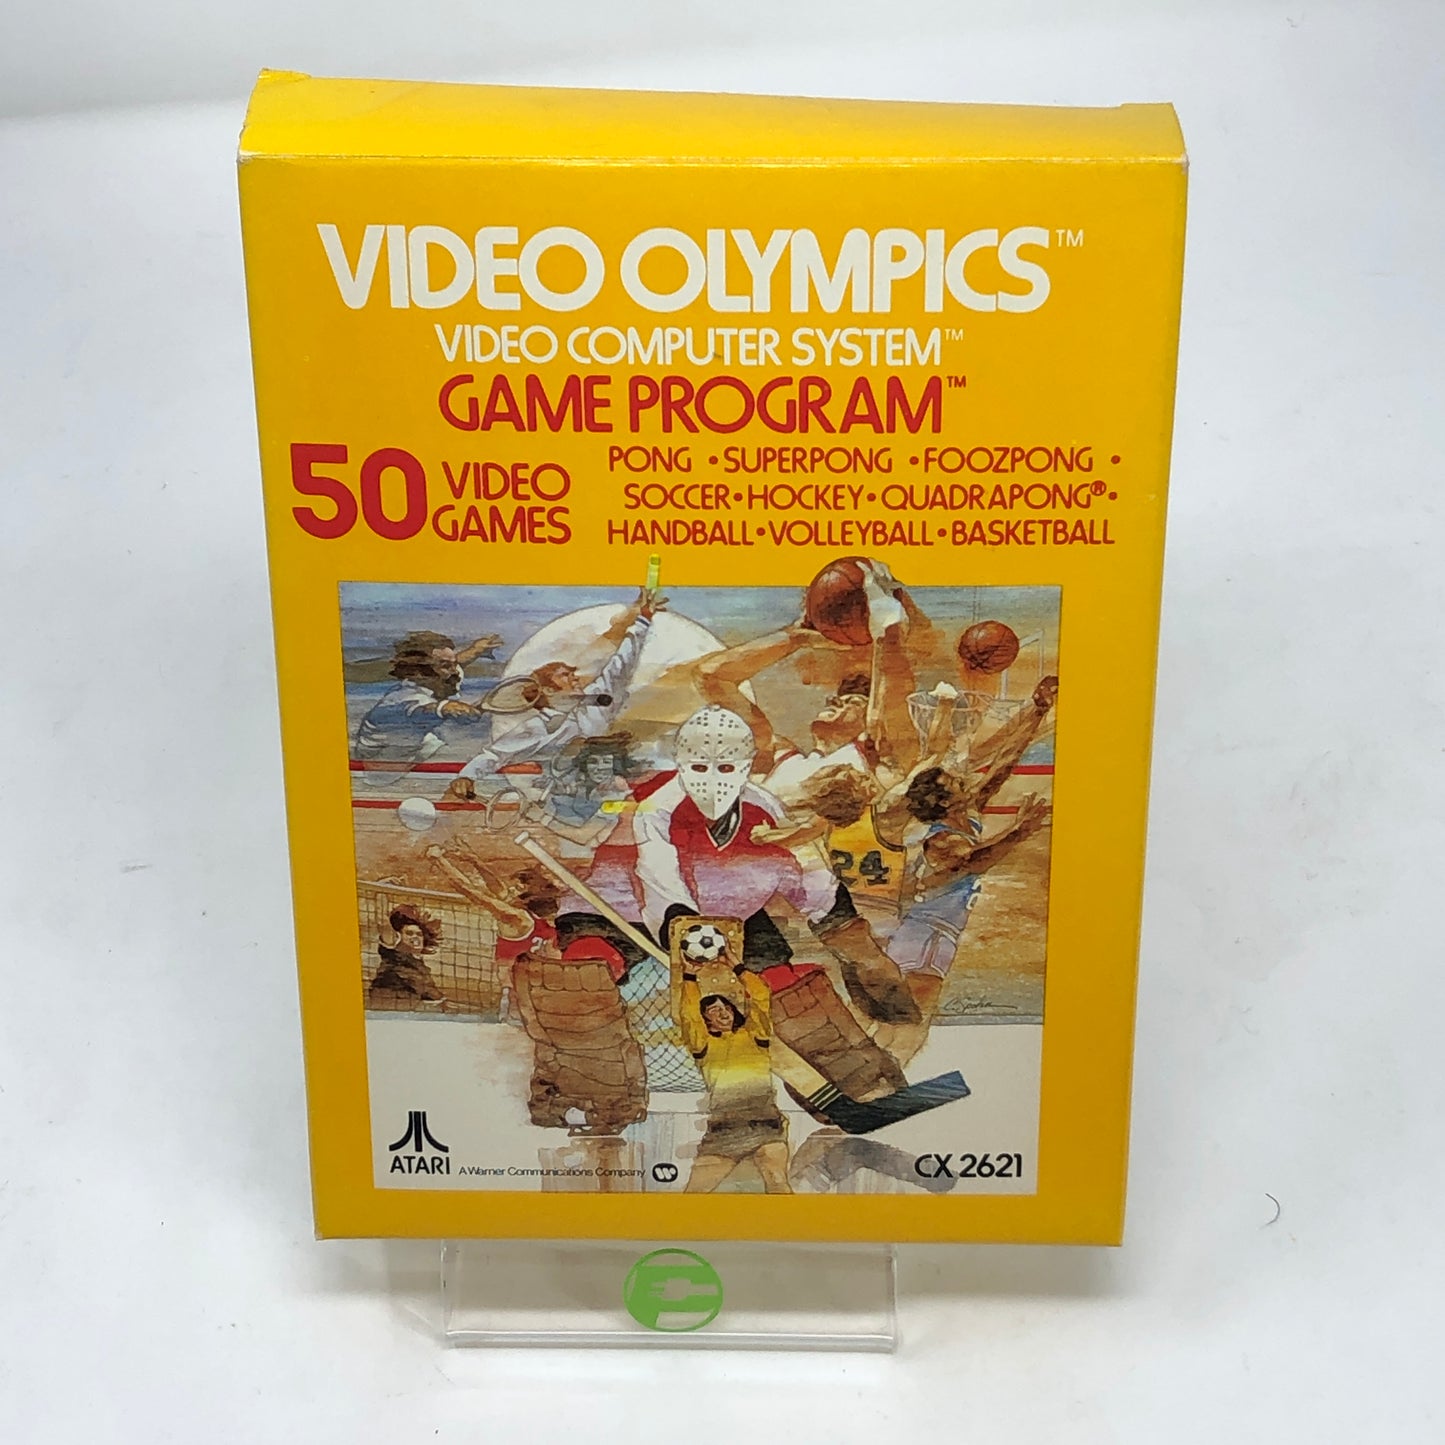 VIDEO OLYMPICS™
VIDEO COMPUTER SYSTEM™
GAME PROGRAM™
50 VIDEO GAMES
PONG • SUPERPONG • FOOZPONG •
SOCCER • HOCKEY • QUADRAPONG® •
HANDBALL • VOLLEYBALL • BASKETBALL
24
ATARI A Warner Communications Company
CX 2621